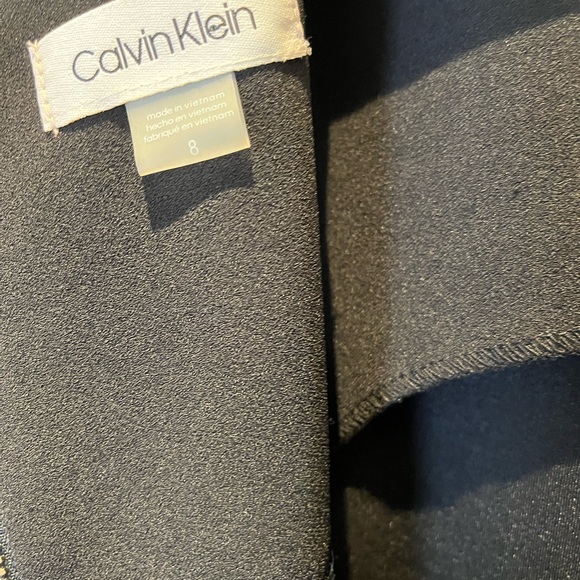 Calvin Klein
made in vietnam
hecho en vietnam
fabriqué en vietnam
8